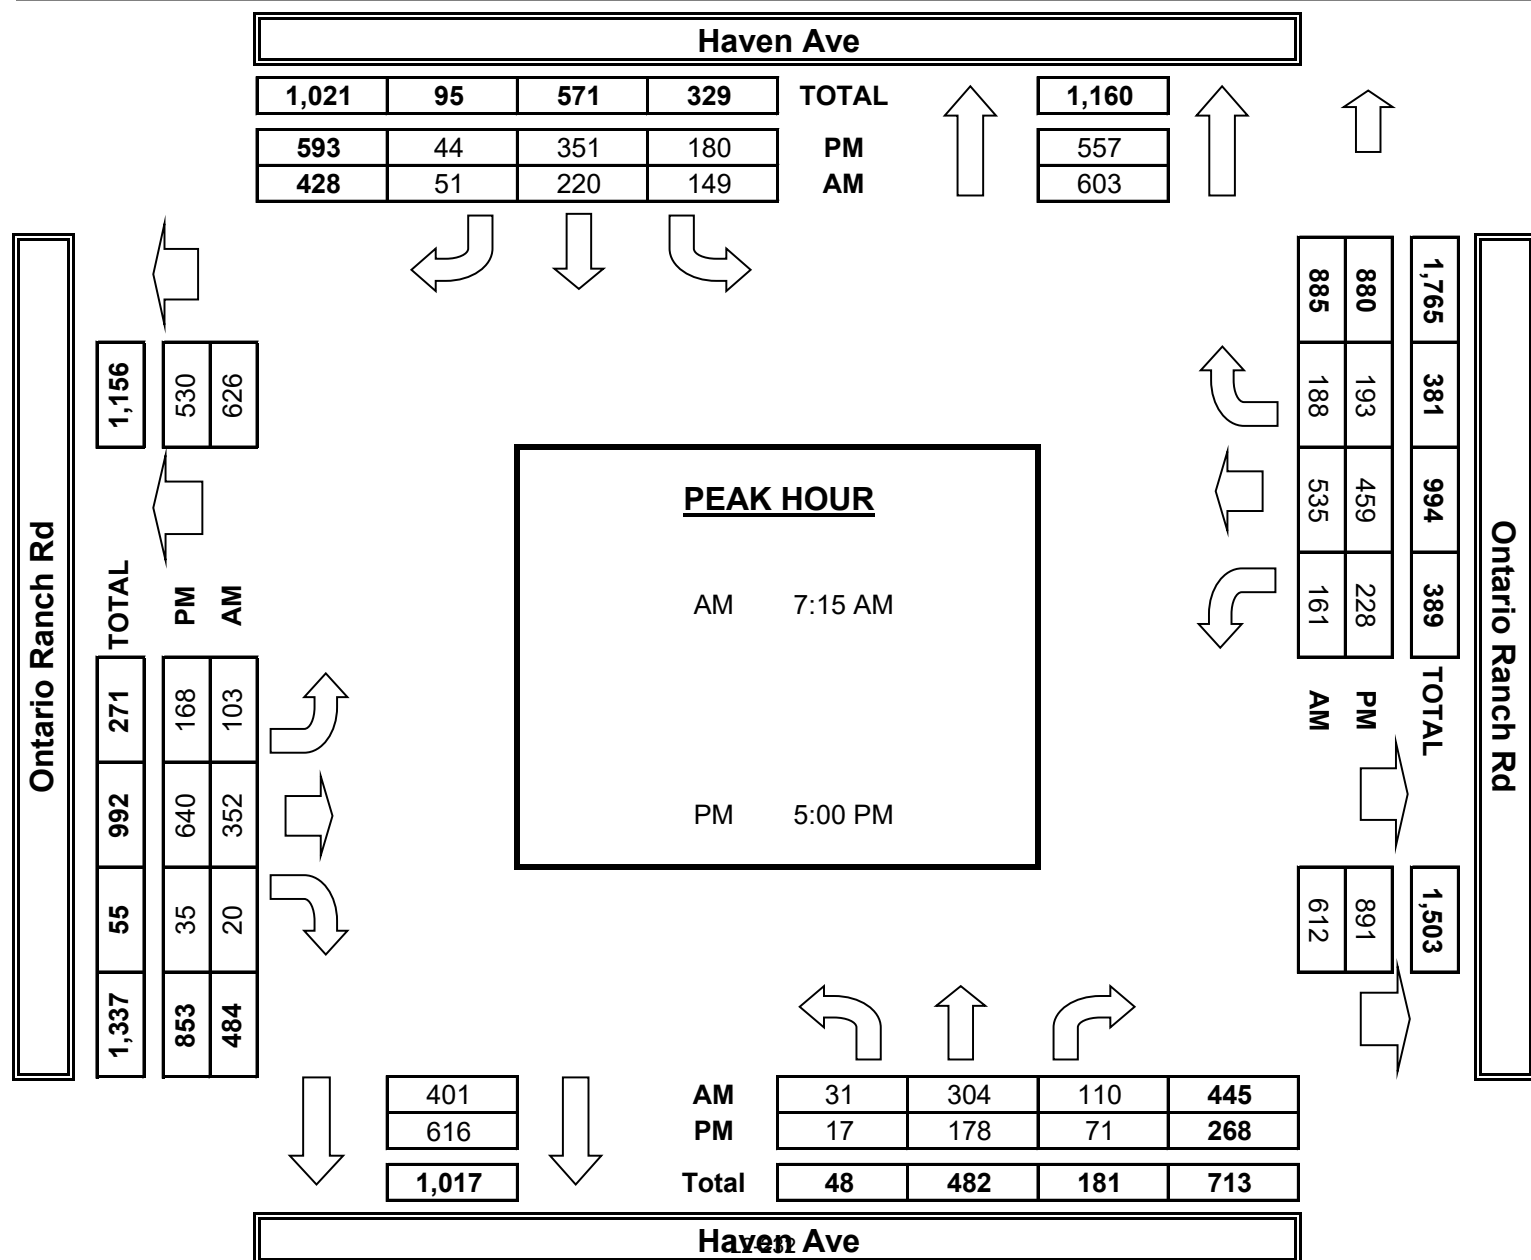 Haven Ave
1,021 95 571 329 TOTAL 1,160
593 44 351 180 PM 557
428 51 220 149 AM 603
Ontario Ranch Rd
1,156 530 626
TOTAL PM AM
271 168 103
992 640 352
55 35 20
1,337 853 484
PEAK HOUR
AM 7:15 AM
PM 5:00 PM
885 880 1,765
188 193 381
535 459 994
161 228 389
AM PM TOTAL
612 891 1,503
Ontario Ranch Rd
401 AM 31 304 110 445
616 PM 17 178 71 268
1,017 Total 48 482 181 713
Haven Ave